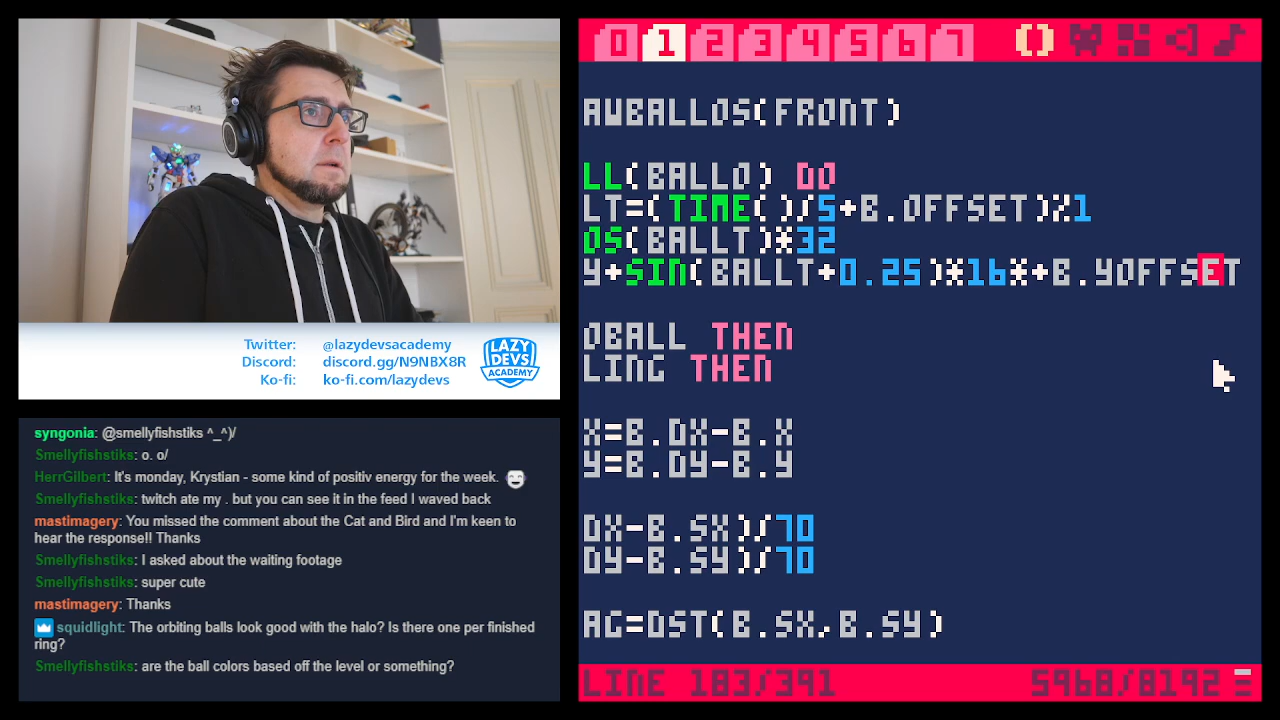 Twitter: @lazydevsacademy
Discord: discord.gg/N9NBX8R
Ko-fi: ko-fi.com/lazydevs
LAZY
DEVS
ACADEMY
syngonia: @smellyfishstiks ^_^)/
Smellyfishstiks: o. o/
HerrGilbert: It's monday, Krystian - some kind of positiv energy for the week.
Smellyfishstiks: twitch ate my . but you can see it in the feed I waved back
mastimagery: You missed the comment about the Cat and Bird and I'm keen to
hear the response!! Thanks
Smellyfishstiks: I asked about the waiting footage
Smellyfishstiks: super cute
mastimagery: Thanks
squidlight: The orbiting balls look good with the halo? Is there one per finished
ring?
Smellyfishstiks: are the ball colors based off the level or something?
0 1 2 3 4 5 6 7 ()
AWBALLOS(FRONT)
LL(BALLO) DO
LT=(TIME()/5+B.OFFSET)%1
OS(BALLT)*32
Y+SIN(BALLT+0.25)*16*+B.YOFFSET
OBALL THEN
LING THEN
X=B.DX-B.X
Y=B.DY-B.Y
DX-B.SX)/70
DY-B.SY)/70
AG=DST(B.SX,B.SY)
LINE 183/391
5968/8192